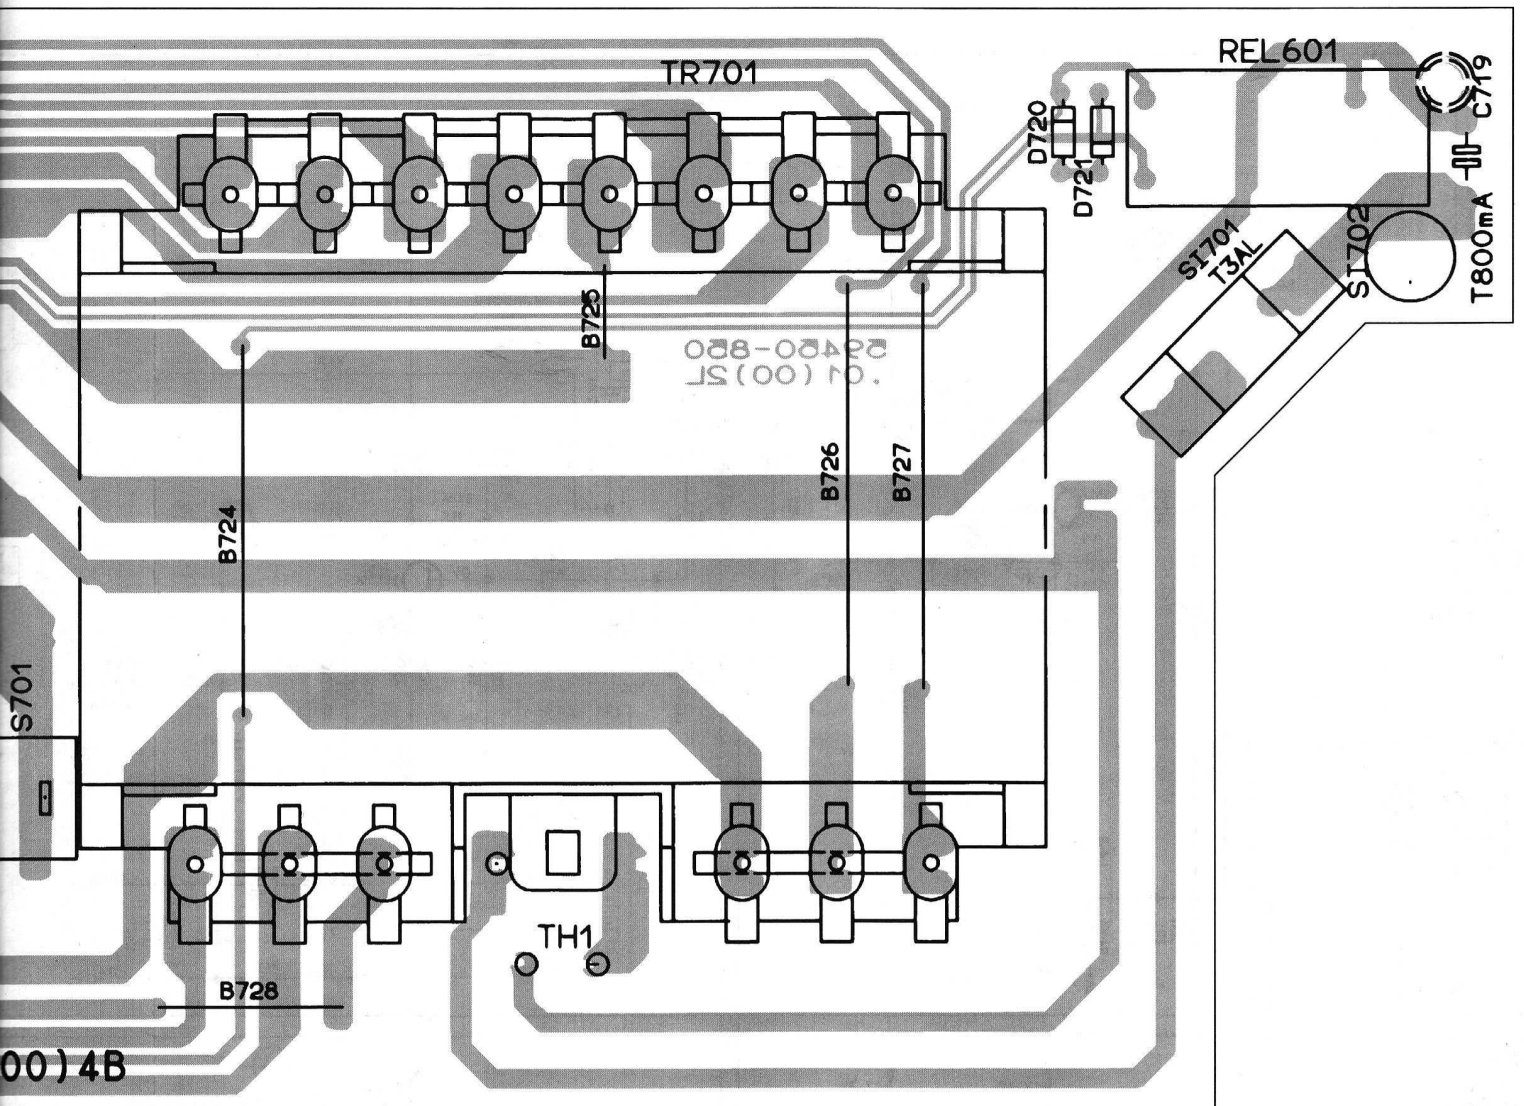 REL601
TR701
C719
D720
D721
SI701
T3AL
SI702
T800mA
B725
59450-850
.01(00)2L
B726
B727
B724
S701
TH1
B728
00)4B